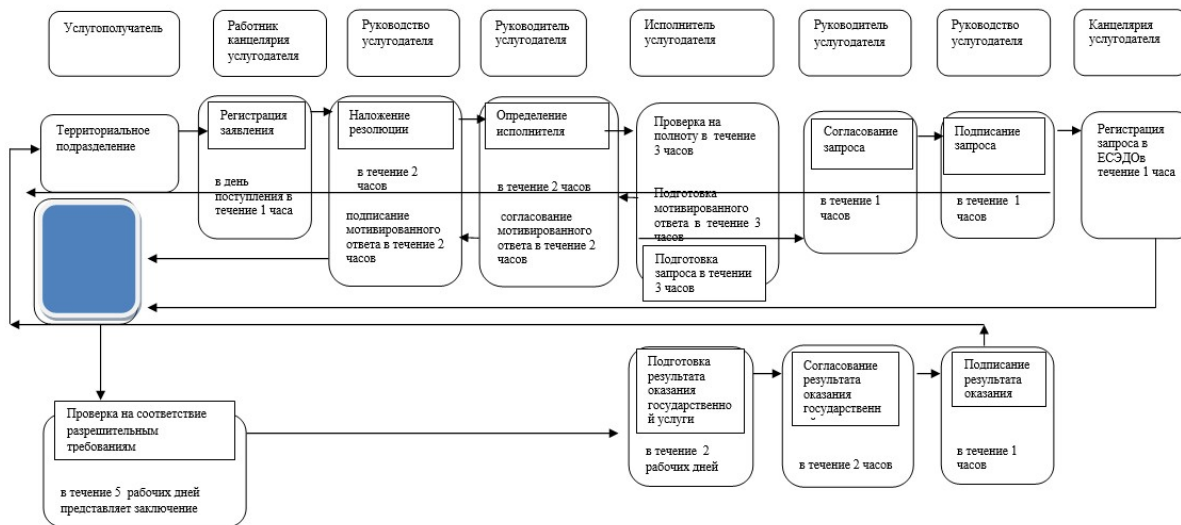 Услугополучатель
Работник
канцелярия
услугодателя
Руководство
услугодателя
Руководитель
услугодателя
Исполнитель
услугодателя
Руководитель
услугодателя
Руководство
услугодателя
Канцелярия
услугодателя
Территориальное
подразделение
Регистрация
заявления
в день
поступления в
течение 1 часа
Наложение
резолюции
в течение 2
часов
подписание
мотивированного
ответа в течение 2
часов
Определение
исполнителя
в течение 2 часов
согласование
мотивированного
ответа в течение 2
часов
Проверка на
полноту в течение
3 часов
Подготовка
мотивированного
ответа в течение 3
часов
Подготовка
запроса в течении
3 часов
Согласование
запроса
в течение 1
часов
Подписание
запроса
в течение 1
часов
Регистрация
запроса в
ЕСЭДОв
течение 1 часа
Проверка на соответствие
разрешительным
требованиям
в течение 5 рабочих дней
представляет заключение
Подготовка
результата
оказания
государственно
й услуги
в течение 2
рабочих дней
Согласование
результата
оказания
государственн
в течение 2 часов
Подписание
результата
оказания
в течение 1
часов